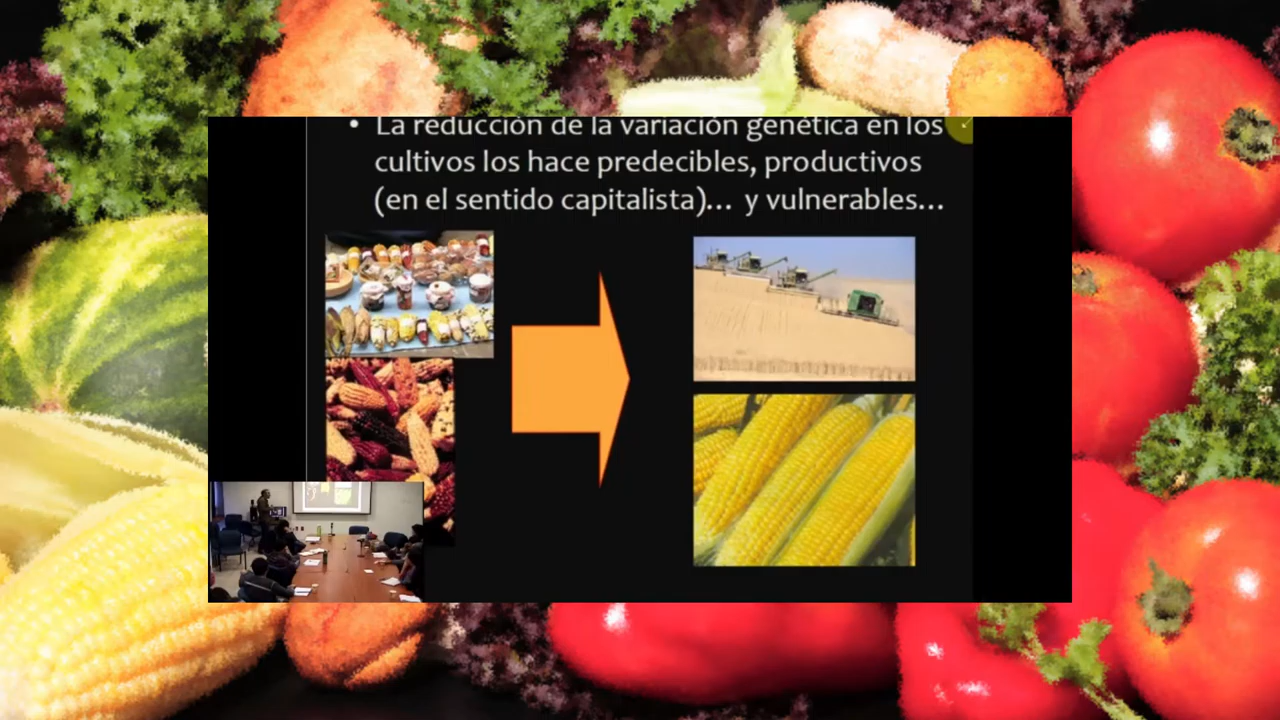 • La reducción de la variación genética en los
cultivos los hace predecibles, productivos
(en el sentido capitalista)... y vulnerables...